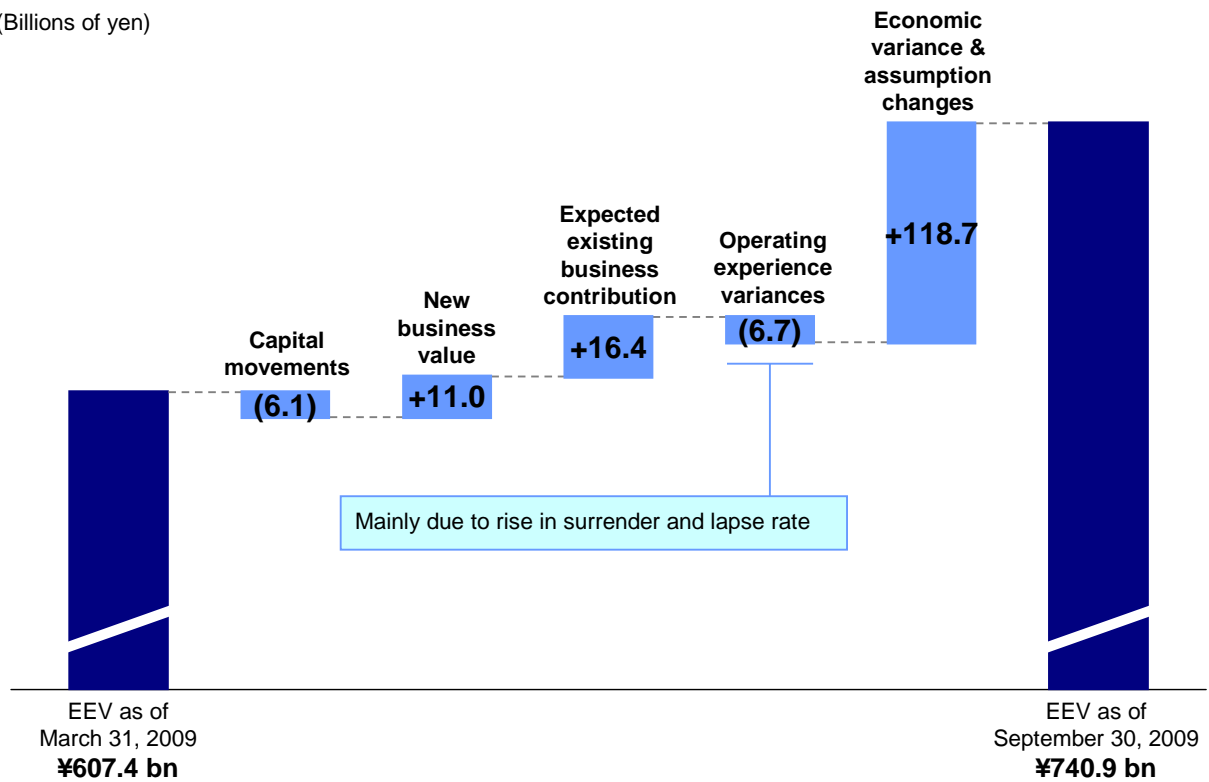 (Billions of yen)
Economic
variance &
assumption
changes
+118.7
Expected
existing
business
contribution
+16.4
Operating
experience
variances
(6.7)
New
business
value
+11.0
Capital
movements
(6.1)
Mainly due to rise in surrender and lapse rate
EEV as of
March 31, 2009
¥607.4 bn
EEV as of
September 30, 2009
¥740.9 bn